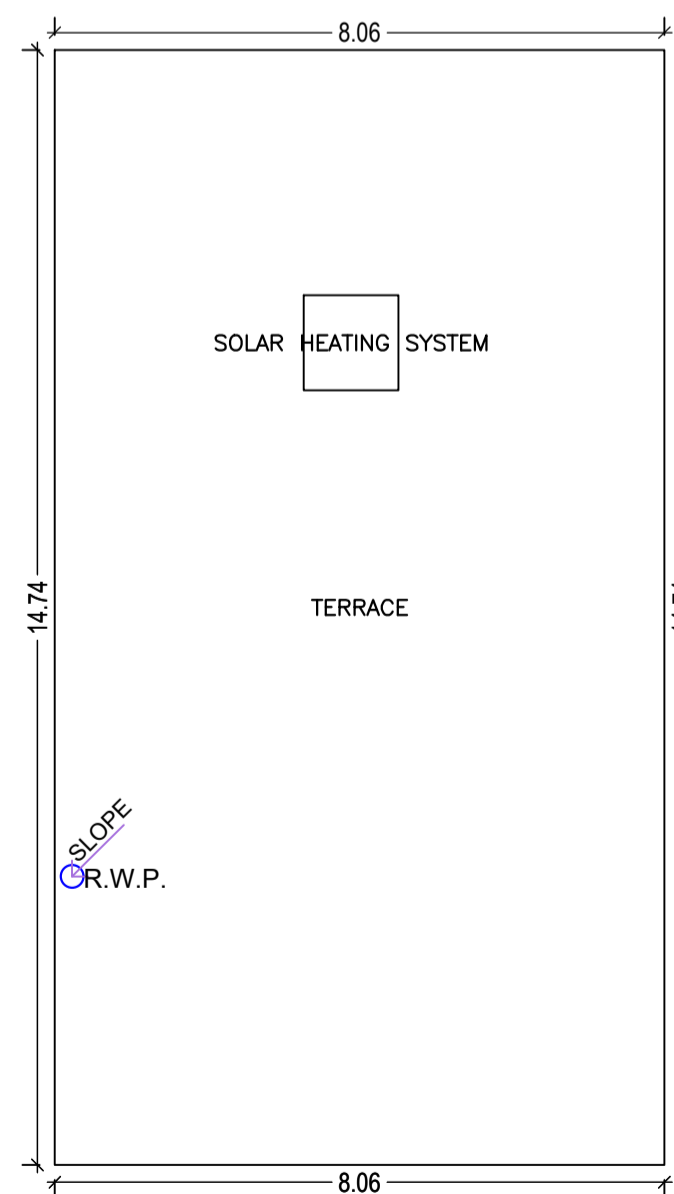 8.06
SOLAR HEATING SYSTEM
14.74
TERRACE
SLOPE
R.W.P.
8.06